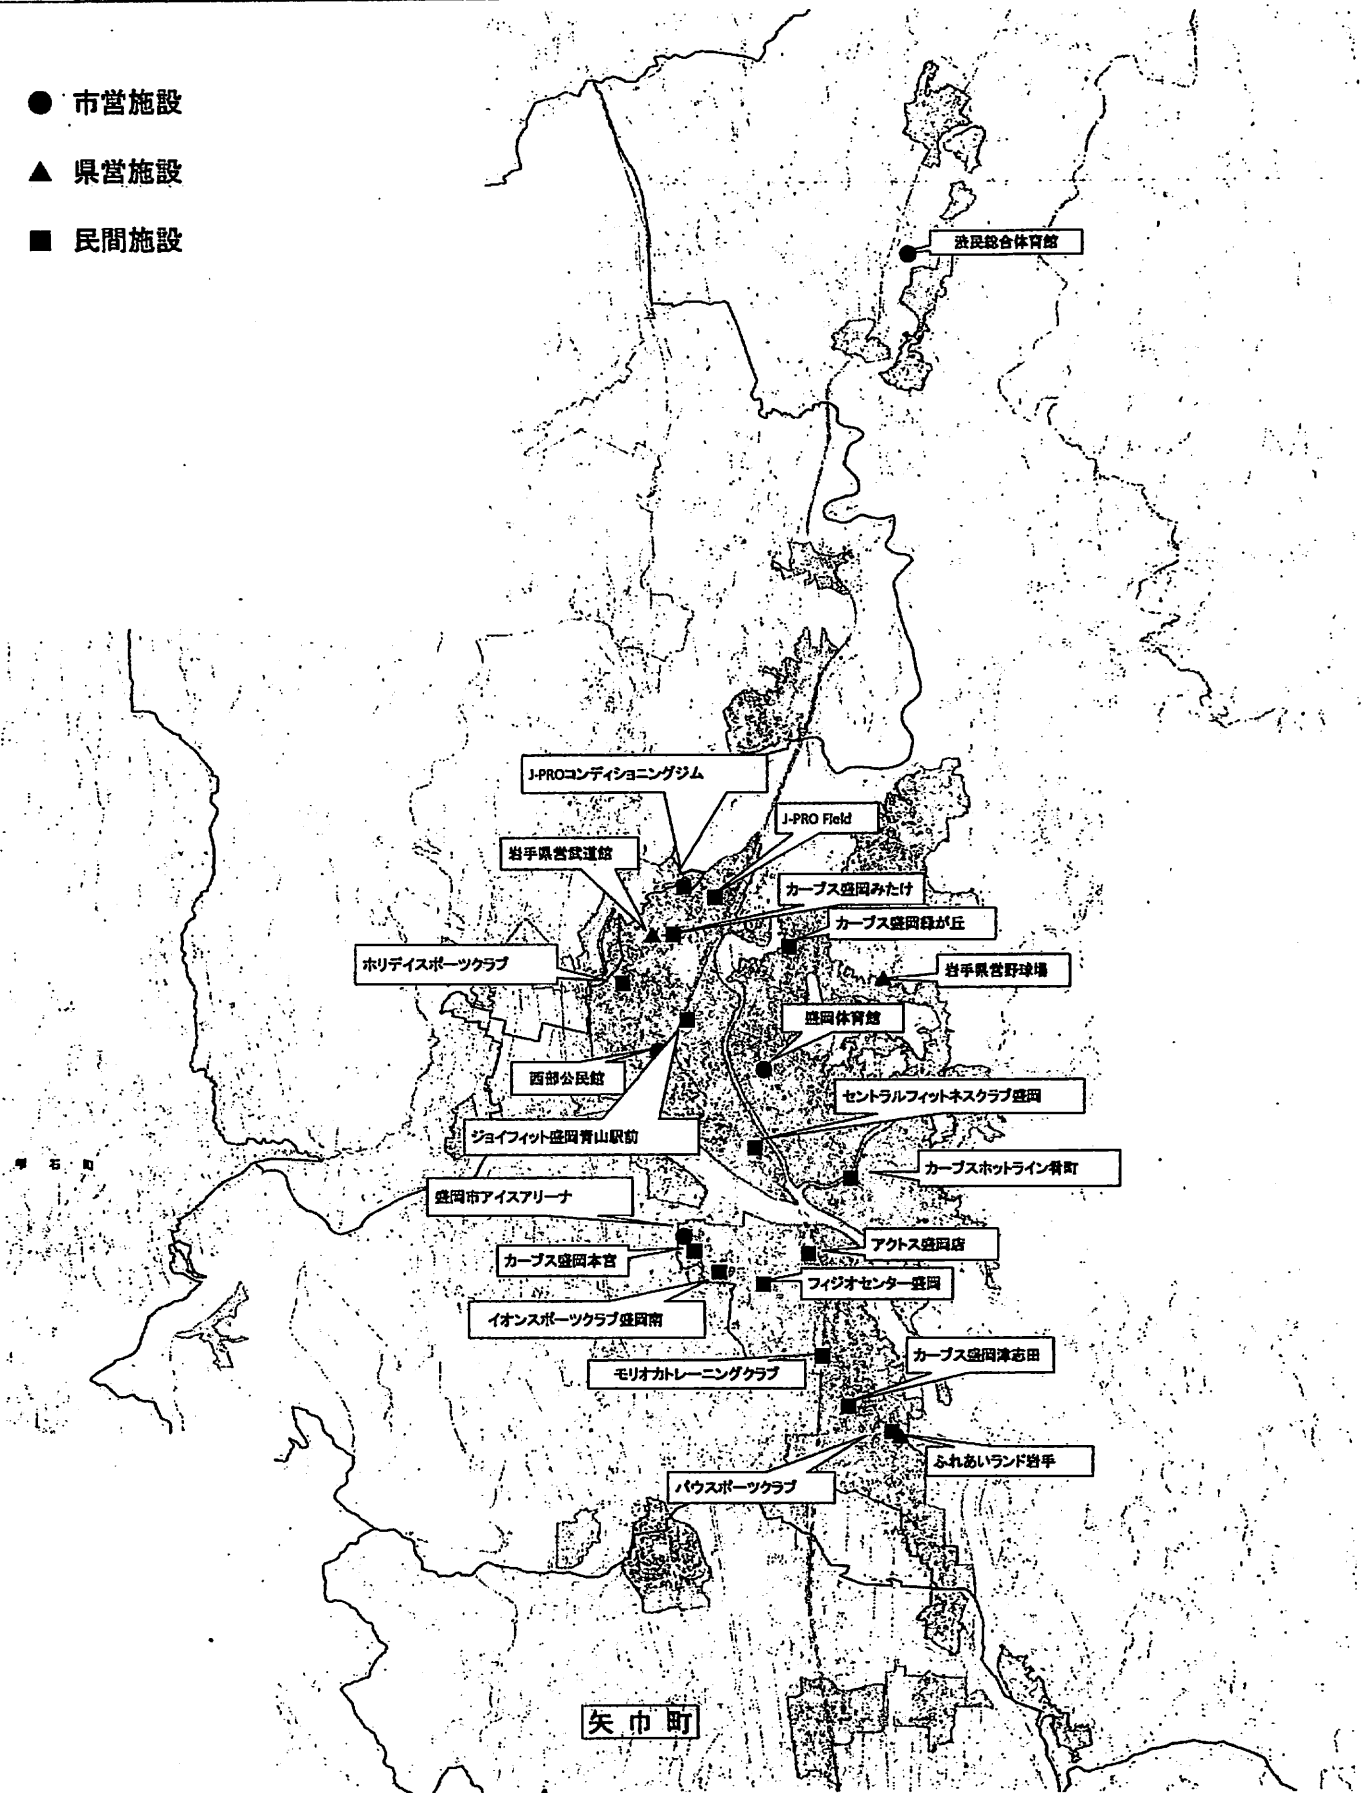 市営施設
県営施設
民間施設
渋民総合体育館
J-PROコンディショニングジム
J-PRO Field
岩手県営武道館
カーブス盛岡みたけ
カーブス盛岡緑が丘
ホリデイスポーツクラブ
岩手県営野球場
盛岡体育館
西部公民館
セントラルフィットネスクラブ盛岡
ジョイフィット盛岡青山駅前
カーブスホットライン肴町
雫石町
盛岡市アイスアリーナ
アクトス盛岡店
カーブス盛岡本宮
フィジオセンター盛岡
イオンスポーツクラブ盛岡南
カーブス盛岡津志田
モリオカトレーニングクラブ
ふれあいランド岩手
パウスポーツクラブ
矢巾町